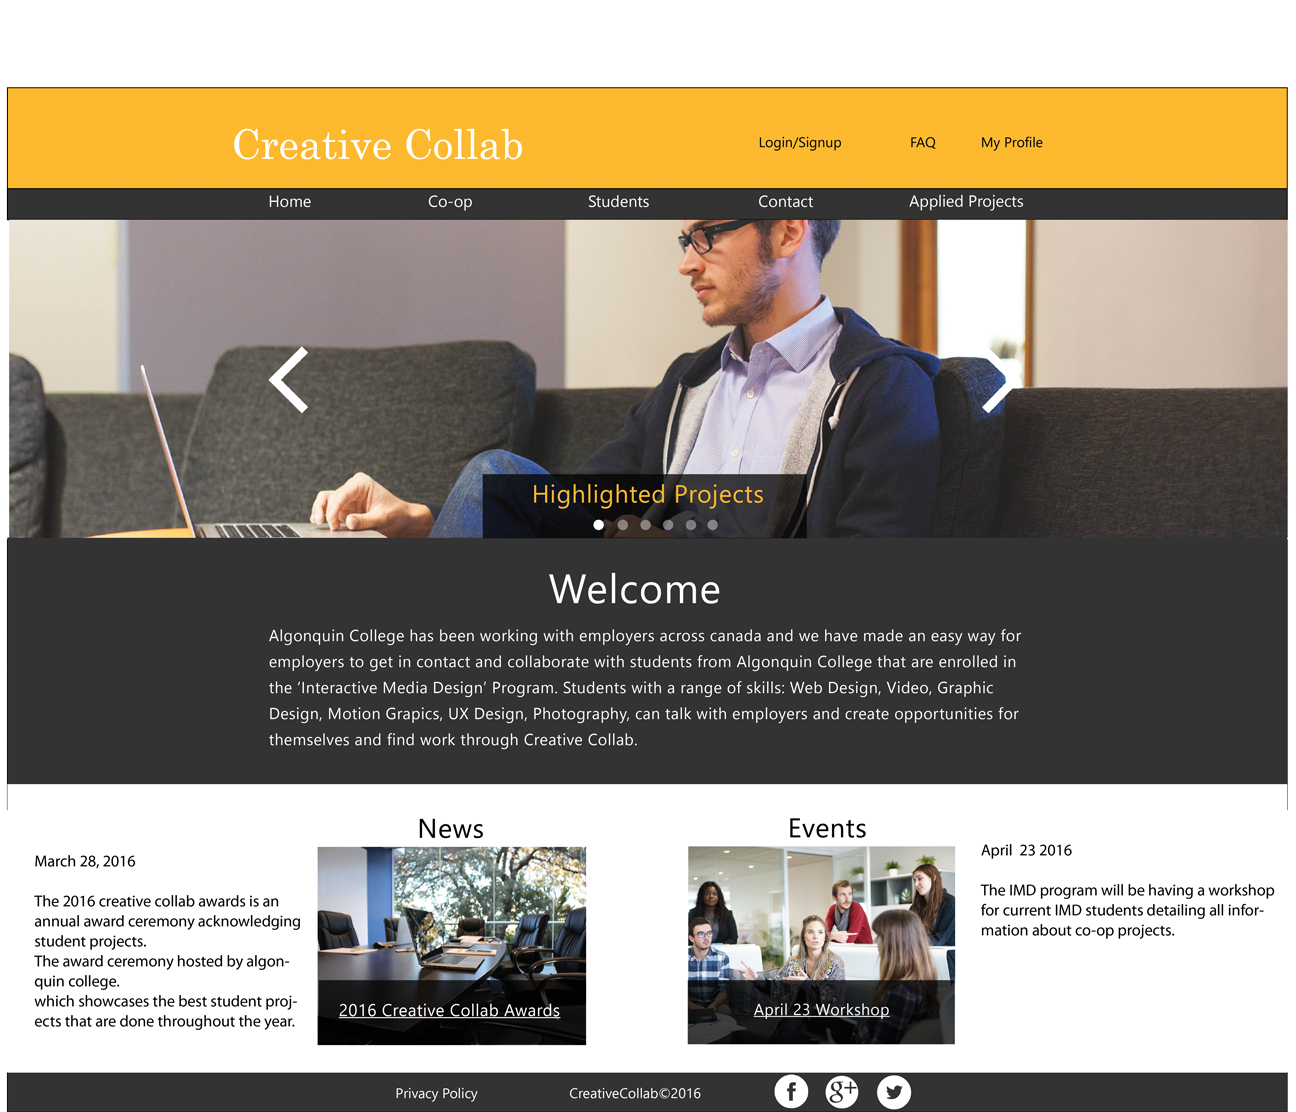 Creative Collab
Login/Signup FAQ My Profile
Home Co-op Students Contact Applied Projects
Highlighted Projects
Welcome
Algonquin College has been working with employers across canada and we have made an easy way for
employers to get in contact and collaborate with students from Algonquin College that are enrolled in
the ‘Interactive Media Design’ Program. Students with a range of skills: Web Design, Video, Graphic
Design, Motion Grapics, UX Design, Photography, can talk with employers and create opportunities for
themselves and find work through Creative Collab.
News
March 28, 2016
The 2016 creative collab awards is an
annual award ceremony acknowledging
student projects.
The award ceremony hosted by algon-
quin college.
which showcases the best student proj-
ects that are done throughout the year.
2016 Creative Collab Awards
Events
April 23 Workshop
April  23 2016
The IMD program will be having a workshop
for current IMD students detailing all infor-
mation about co-op projects.
Privacy Policy CreativeCollab©2016 f g+